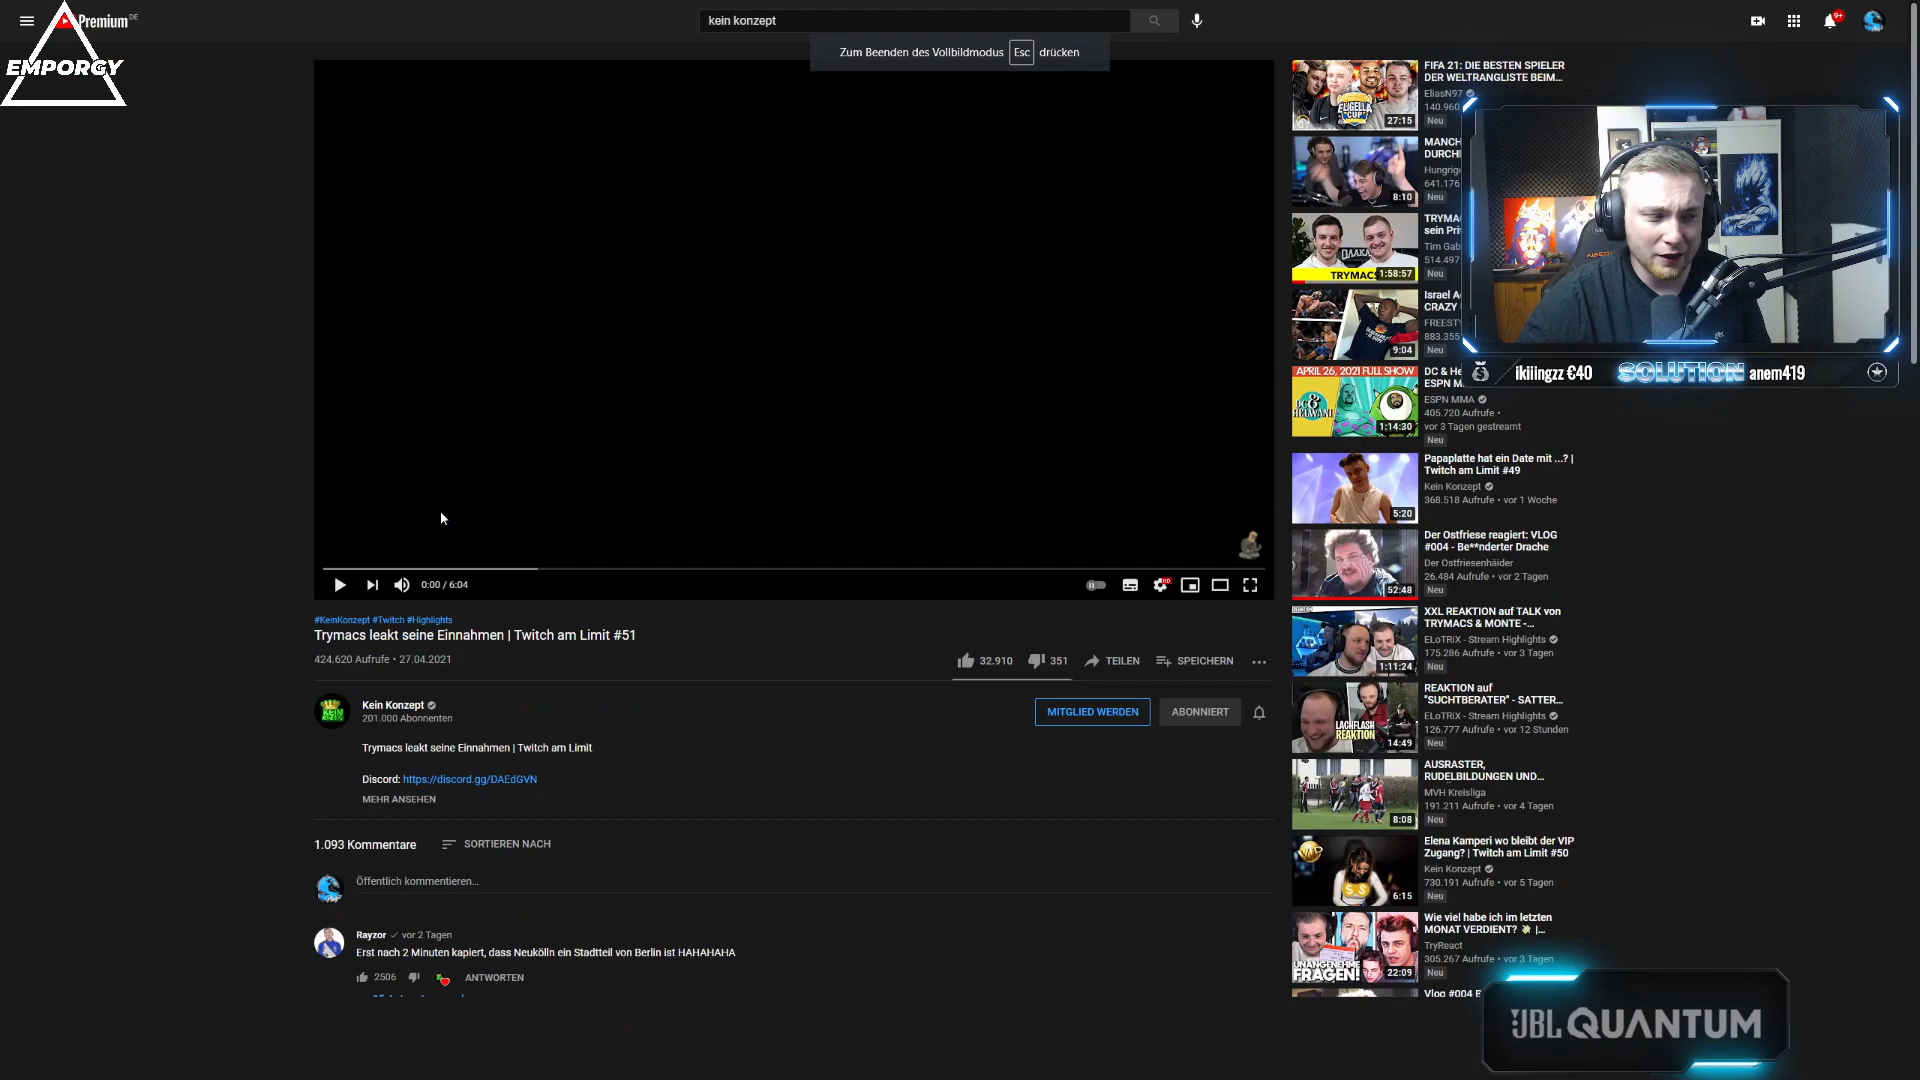 Premium DE
EMPORGY
kein konzept
9+
Zum Beenden des Vollbildmodus Esc drücken
0:00 / 6:04
#KeinKonzept #Twitch #Highlights
Trymacs leakt seine Einnahmen | Twitch am Limit #51
424.620 Aufrufe • 27.04.2021
32.910
351
TEILEN
SPEICHERN
Kein Konzept
201.000 Abonnenten
MITGLIED WERDEN
ABONNIERT
Trymacs leakt seine Einnahmen | Twitch am Limit
Discord: https://discord.gg/DAEdGVN
MEHR ANSEHEN
1.093 Kommentare
SORTIEREN NACH
Öffentlich kommentieren...
Rayzor vor 2 Tagen
Erst nach 2 Minuten kapiert, dass Neukölln ein Stadtteil von Berlin ist HAHAHAHA
2506
ANTWORTEN
ELIGELLA
CUP
27:15
FIFA 21: DIE BESTEN SPIELER
DER WELTRANGLISTE BEIM...
EliasN97
140.960
Neu
8:10
MANCH
DURCH
Hungrig
641.176
Neu
TRYMACS
1:58:57
TRYMA
sein Pri
Tim Gab
514.497
Neu
9:04
Israel A
CRAZY
FREEST
883.355
Neu
APRIL 26, 2021 FULL SHOW
DC &
HELWANI
1:14:30
DC & He
ESPN M
ESPN MMA
405.720 Aufrufe •
vor 3 Tagen gestreamt
Neu
ikiiingzz €40
SOLUTION
anem419
5:20
Papaplatte hat ein Date mit ...? |
Twitch am Limit #49
Kein Konzept
368.518 Aufrufe • vor 1 Woche
52:48
Der Ostfriese reagiert: VLOG
#004 - Be**nderter Drache
Der Ostfriesenhäider
26.484 Aufrufe • vor 2 Tagen
Neu
1:11:24
XXL REAKTION auf TALK von
TRYMACS & MONTE -...
ELoTRiX - Stream Highlights
175.286 Aufrufe • vor 3 Tagen
Neu
LACHFLASH
REAKTION
14:49
REAKTION auf
"SUCHTBERATER" - SATTER...
ELoTRiX - Stream Highlights
126.777 Aufrufe • vor 12 Stunden
Neu
8:08
AUSRASTER,
RUDELBILDUNGEN UND...
MVH Kreisliga
191.211 Aufrufe • vor 4 Tagen
Neu
6:15
Elena Kamperi wo bleibt der VIP
Zugang? | Twitch am Limit #50
Kein Konzept
730.191 Aufrufe • vor 5 Tagen
Neu
UNANGENEHME
FRAGEN!
22:09
Wie viel habe ich im letzten
MONAT VERDIENT? 💸 |...
TryReact
305.267 Aufrufe • vor 3 Tagen
Neu
Vlog #004 B
JBL QUANTUM